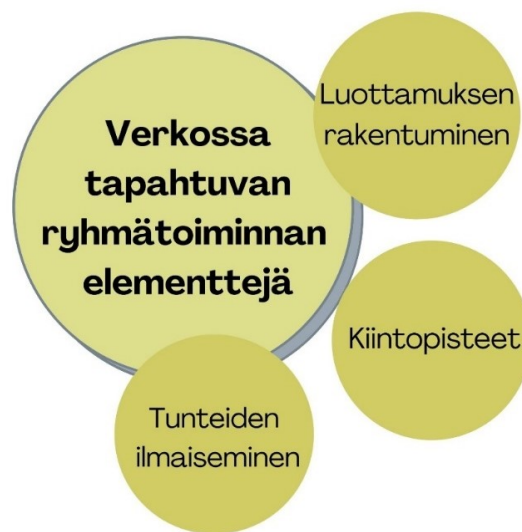 Verkossa
tapahtuvan
ryhmätoiminnan
elementtejä
Luottamuksen
rakentuminen
Kiintopisteet
Tunteiden
ilmaiseminen